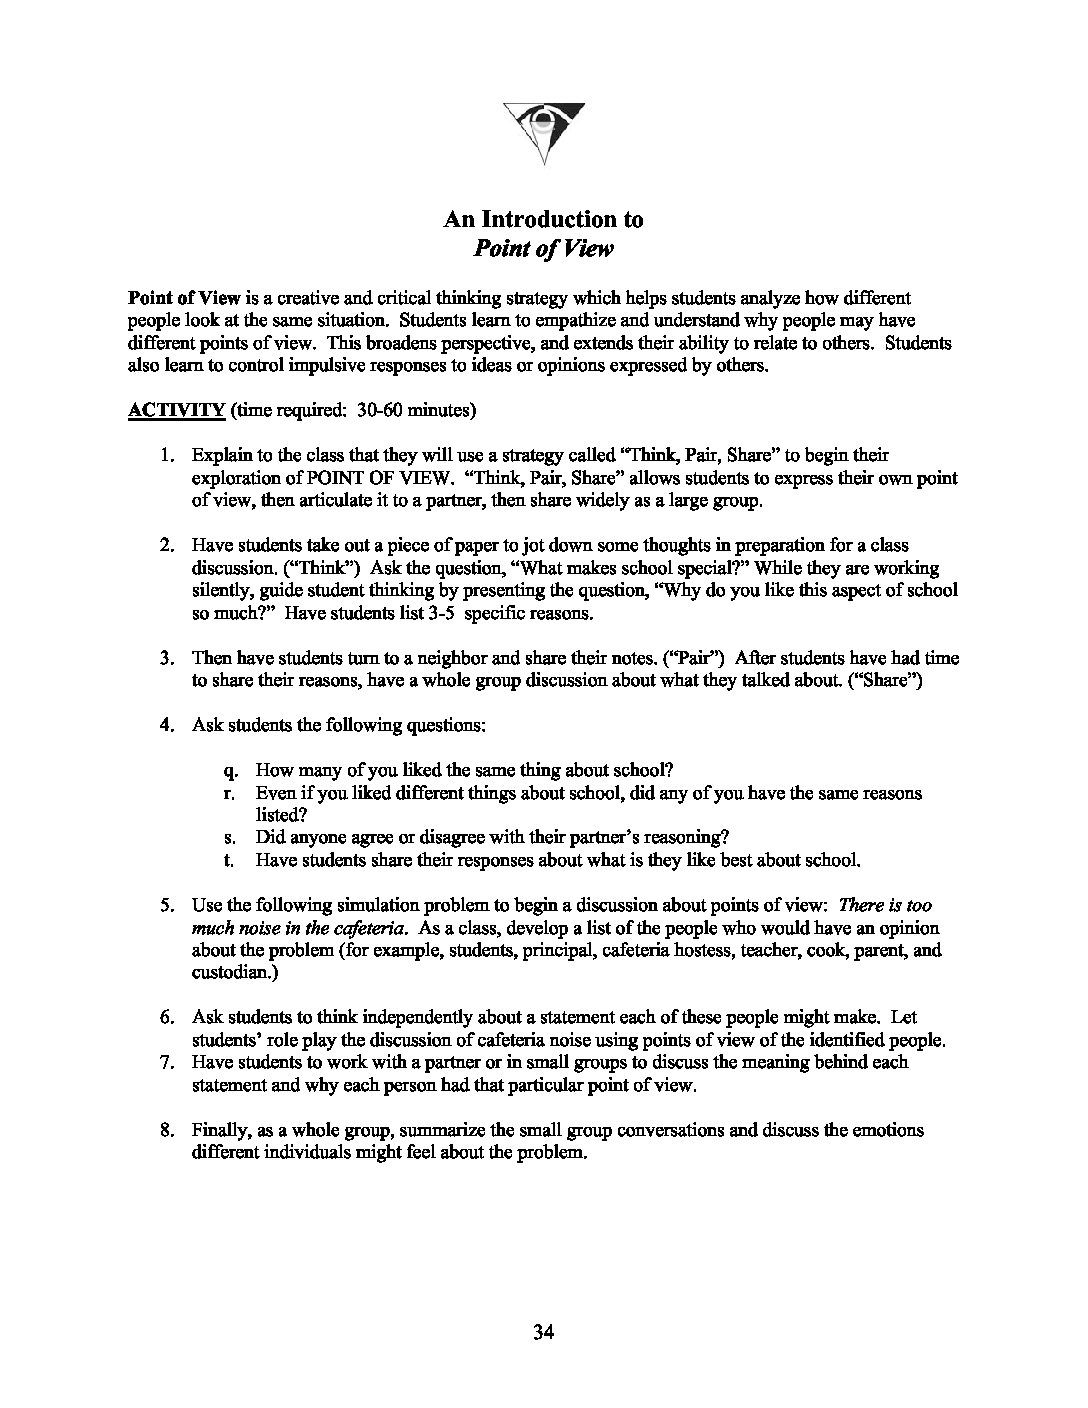 An Introduction to
Point of View
Point of View is a creative and critical thinking strategy which helps students analyze how different
people look at the same situation.  Students learn to empathize and understand why people may have
different points of view.  This broadens perspective, and extends their ability to relate to others.  Students
also learn to control impulsive responses to ideas or opinions expressed by others.
ACTIVITY (time required:  30-60 minutes)
1. Explain to the class that they will use a strategy called “Think, Pair, Share” to begin their
exploration of POINT OF VIEW.  “Think, Pair, Share” allows students to express their own point
of view, then articulate it to a partner, then share widely as a large group.
2. Have students take out a piece of paper to jot down some thoughts in preparation for a class
discussion. (“Think”)  Ask the question, “What makes school special?” While they are working
silently, guide student thinking by presenting the question, “Why do you like this aspect of school
so much?”  Have students list 3-5  specific reasons.
3. Then have students turn to a neighbor and share their notes. (“Pair”)  After students have had time
to share their reasons, have a whole group discussion about what they talked about. (“Share”)
4. Ask students the following questions:
q. How many of you liked the same thing about school?
r. Even if you liked different things about school, did any of you have the same reasons
listed?
s. Did anyone agree or disagree with their partner’s reasoning?
t. Have students share their responses about what is they like best about school.
5. Use the following simulation problem to begin a discussion about points of view:  There is too
much noise in the cafeteria.  As a class, develop a list of the people who would have an opinion
about the problem (for example, students, principal, cafeteria hostess, teacher, cook, parent, and
custodian.)
6. Ask students to think independently about a statement each of these people might make.  Let
students’ role play the discussion of cafeteria noise using points of view of the identified people.
7. Have students to work with a partner or in small groups to discuss the meaning behind each
statement and why each person had that particular point of view.
8. Finally, as a whole group, summarize the small group conversations and discuss the emotions
different individuals might feel about the problem.
34